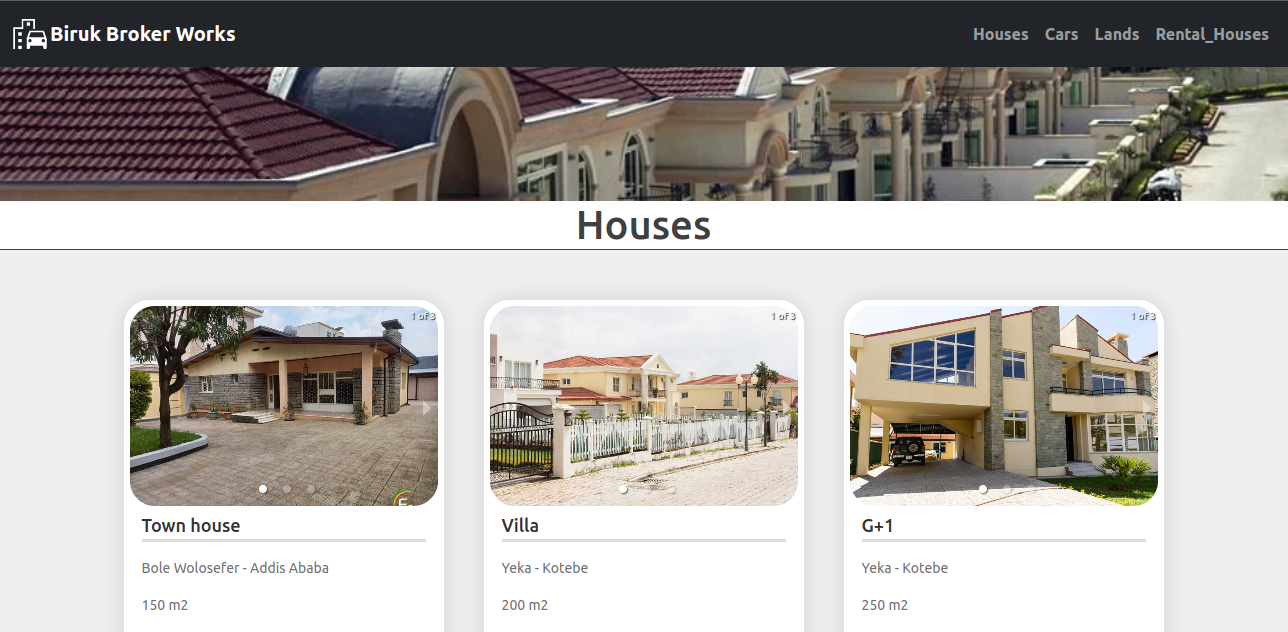 Biruk Broker Works
Houses Cars Lands Rental_Houses
Houses
1 of 3
1 of 3
1 of 3
Town house
Villa
G+1
Bole Wolosefer - Addis Ababa
Yeka - Kotebe
Yeka - Kotebe
150 m2
200 m2
250 m2